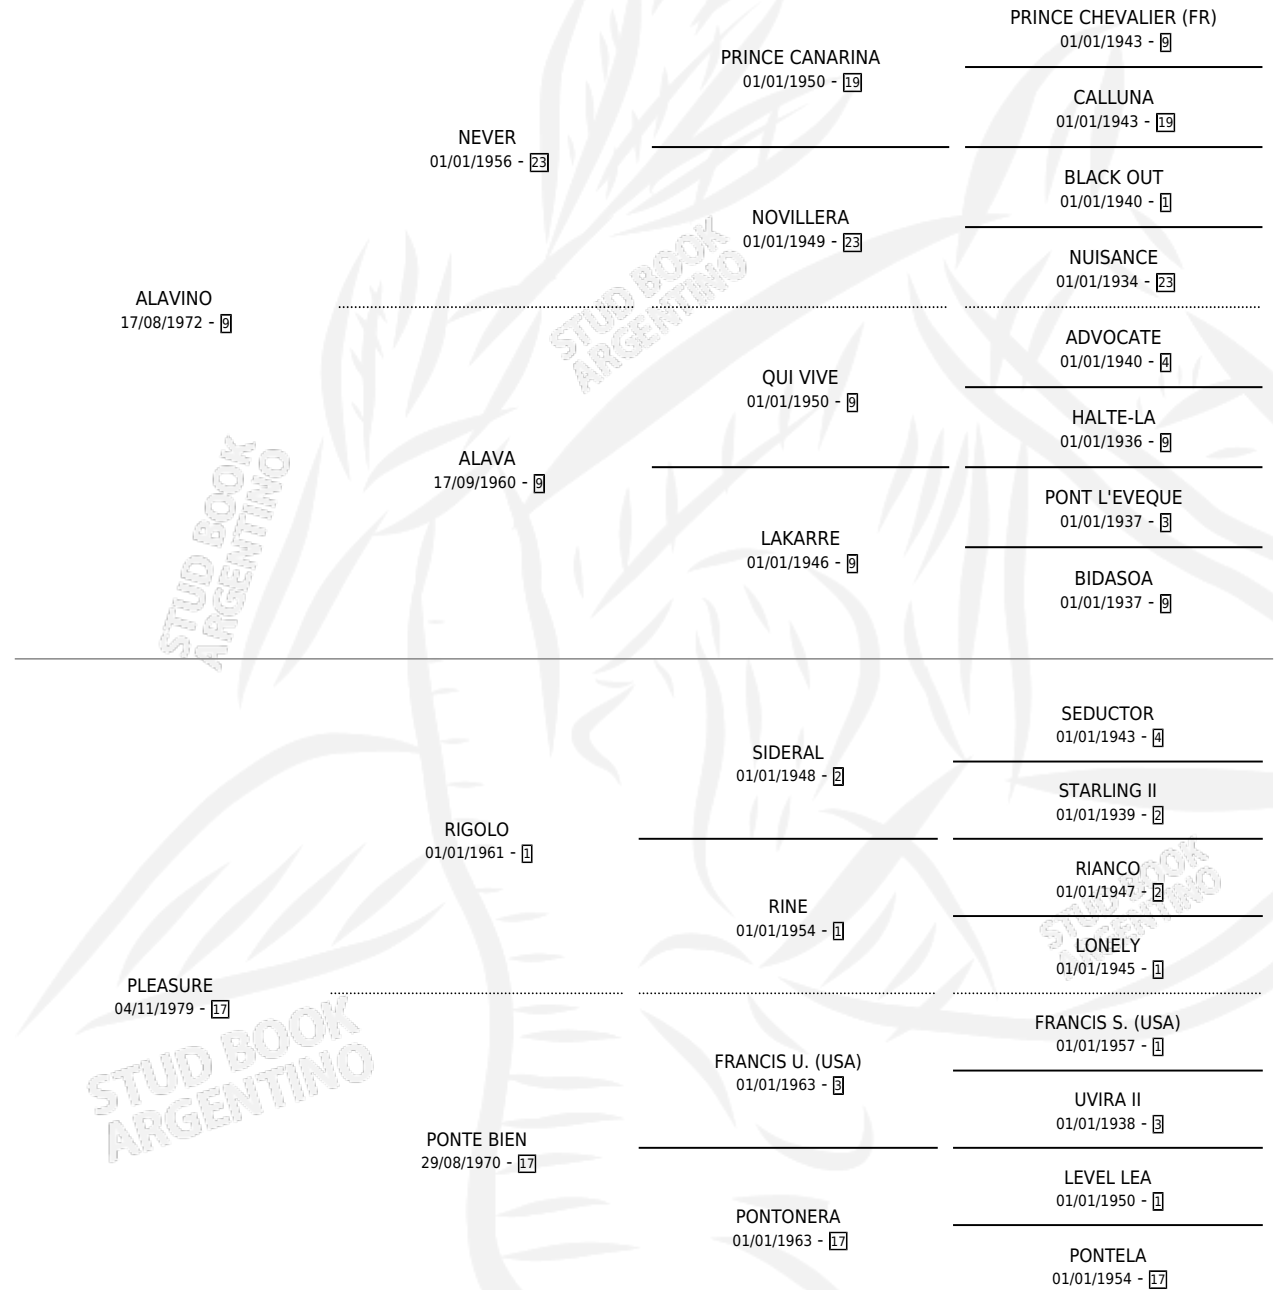 PRINCE CHEVALIER (FR)
01/01/1943 - 9
PRINCE CANARINA
01/01/1950 - 19
CALLUNA
01/01/1943 - 19
NEVER
01/01/1956 - 23
BLACK OUT
01/01/1940 - 1
NOVILLERA
01/01/1949 - 23
NUISANCE
01/01/1934 - 23
ALAVINO
17/08/1972 - 9
ADVOCATE
01/01/1940 - 4
QUI VIVE
01/01/1950 - 9
HALTE-LA
01/01/1936 - 9
ALAVA
17/09/1960 - 9
PONT L'EVEQUE
01/01/1937 - 3
LAKARRE
01/01/1946 - 9
BIDASOA
01/01/1937 - 9
STUD BOOK
ARGENTINO
STUD BOOK
ARGENTINO
SEDUCTOR
01/01/1943 - 4
SIDERAL
01/01/1948 - 2
STARLING II
01/01/1939 - 2
RIGOLO
01/01/1961 - 1
RIANCO
01/01/1947 - 2
RINE
01/01/1954 - 1
LONELY
01/01/1945 - 1
STUD BOOK
ARGENTINO
PLEASURE
04/11/1979 - 17
FRANCIS S. (USA)
01/01/1957 - 1
FRANCIS U. (USA)
01/01/1963 - 3
UVIRA II
01/01/1938 - 3
STUD BOOK
ARGENTINO
PONTE BIEN
29/08/1970 - 17
LEVEL LEA
01/01/1950 - 1
PONTONERA
01/01/1963 - 17
PONTELA
01/01/1954 - 17